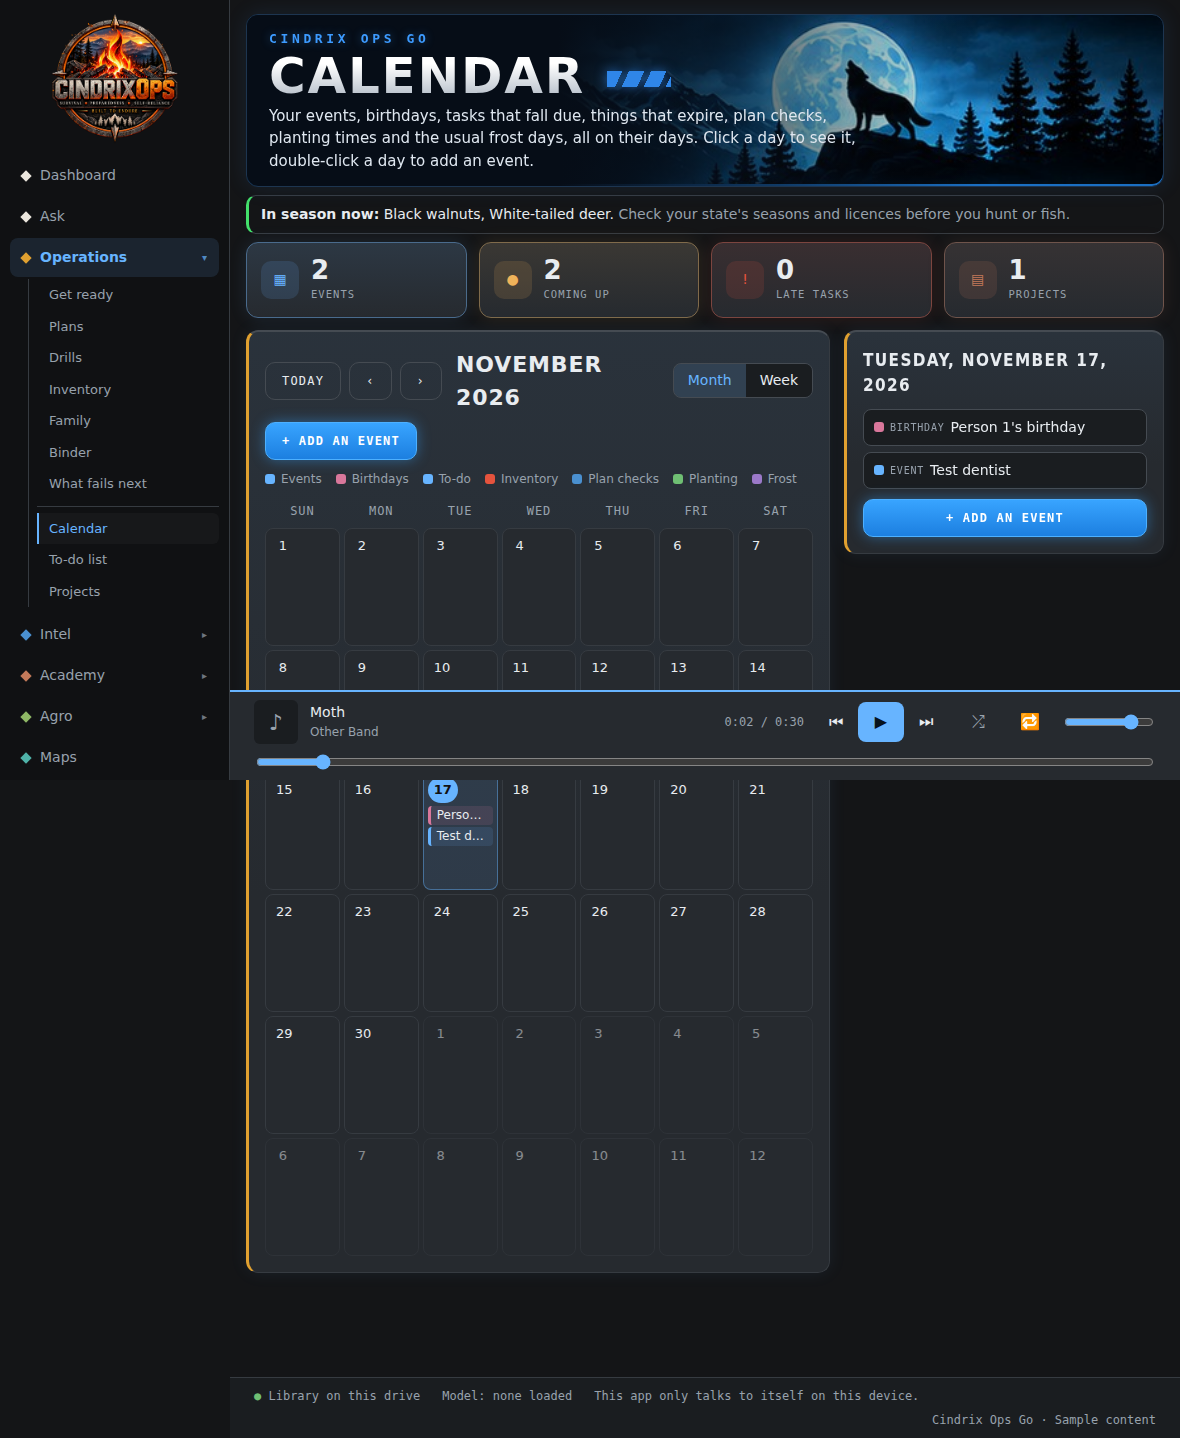 CINDRIXOPS
SURVIVAL • PREPAREDNESS • SELF-RELIANCE
BUILT TO ENDURE
Dashboard
Ask
Operations
Get ready
Plans
Drills
Inventory
Family
Binder
What fails next
Calendar
To-do list
Projects
Intel
Academy
Agro
Maps
CINDRIX OPS GO
CALENDAR
Your events, birthdays, tasks that fall due, things that expire, plan checks,
planting times and the usual frost days, all on their days. Click a day to see it,
double-click a day to add an event.
In season now: Black walnuts, White-tailed deer. Check your state's seasons and licences before you hunt or fish.
2
EVENTS
2
COMING UP
!
0
LATE TASKS
1
PROJECTS
TODAY
‹
›
NOVEMBER
2026
Month
Week
+ ADD AN EVENT
Events Birthdays To-do Inventory Plan checks Planting Frost
SUN MON TUE WED THU FRI SAT
1 2 3 4 5 6 7
8 9 10 11 12 13 14
TUESDAY, NOVEMBER 17,
2026
BIRTHDAY Person 1's birthday
EVENT Test dentist
+ ADD AN EVENT
Moth
Other Band
0:02 / 0:30
15 16 17 18 19 20 21
Perso…
Test d…
22 23 24 25 26 27 28
29 30 1 2 3 4 5
6 7 8 9 10 11 12
Library on this drive Model: none loaded This app only talks to itself on this device.
Cindrix Ops Go · Sample content